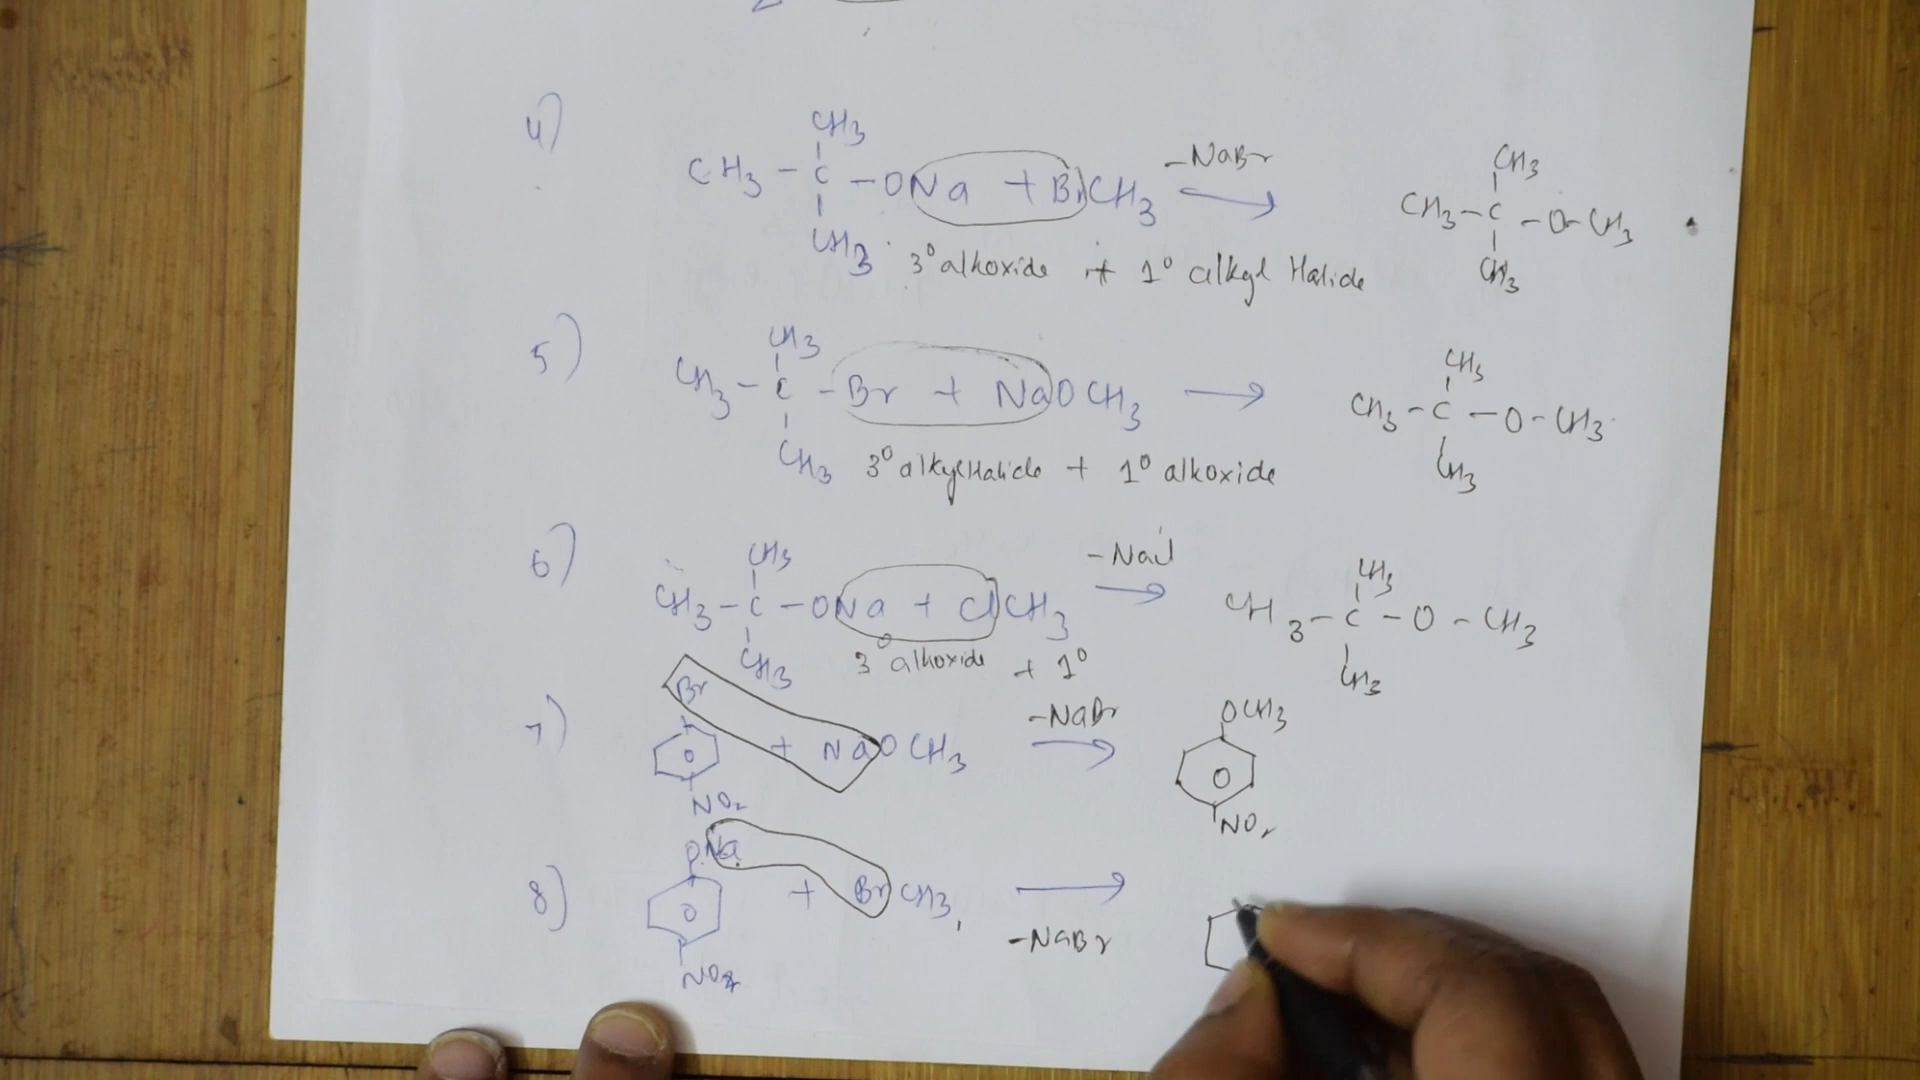 4)
CH3
CH3 - C - ONa + BrCH3 -NaBr → CH3 - C - O - CH3
CH3
CH3
CH3
3° alkoxide + 1° alkyl Halide
5)
CH3
CH3 - C - Br + NaOCH3 → CH3 - C - O - CH3
CH3
CH3
CH3
3° alkylHalide + 1° alkoxide
6)
CH3
CH3 - C - ONa + ClCH3 -NaCl → CH3 - C - O - CH3
CH3
CH3
CH3
3° alkoxide + 1°
7)
Br
+ NaOCH3 -NaBr →
OCH3
NO2
NO2
8)
ONa
+ BrCH3, → -NaBr
NO2